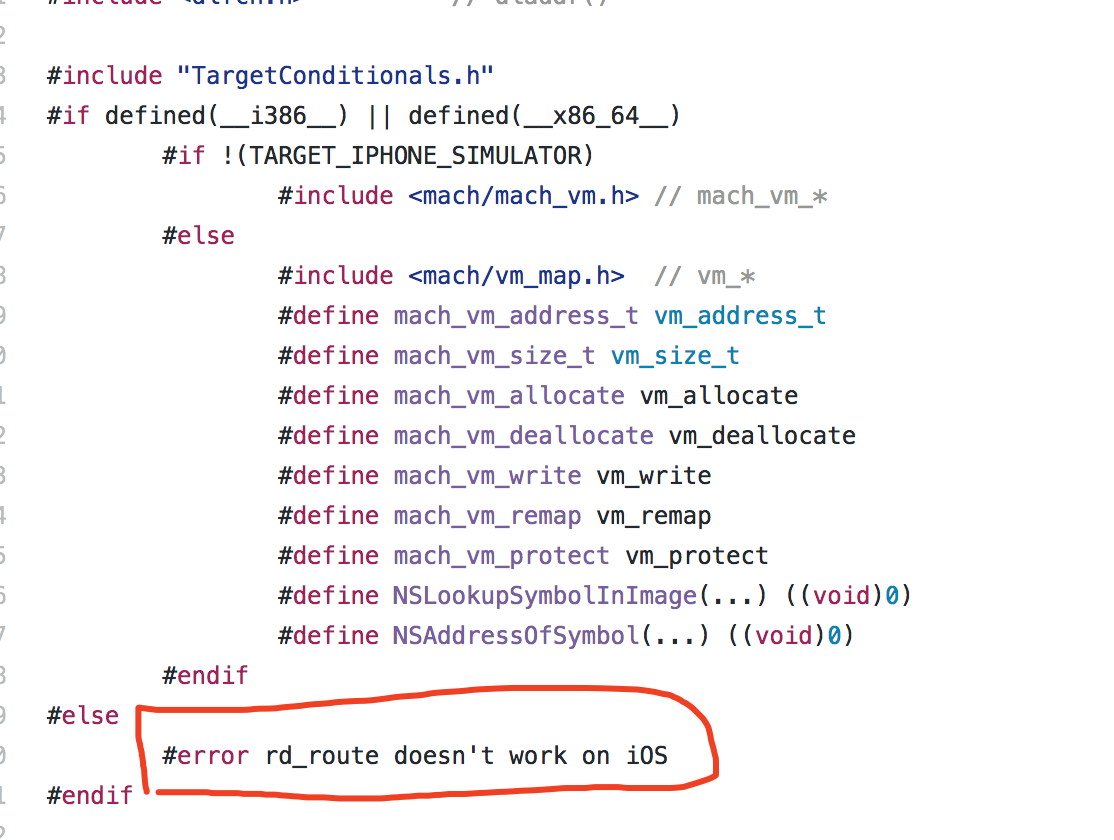 #include <dlfcn.h> // dladdr()
2
3 #include "TargetConditionals.h"
4 #if defined(__i386__) || defined(__x86_64__)
5 #if !(TARGET_IPHONE_SIMULATOR)
6 #include <mach/mach_vm.h> // mach_vm_*
7 #else
8 #include <mach/vm_map.h> // vm_*
9 #define mach_vm_address_t vm_address_t
0 #define mach_vm_size_t vm_size_t
1 #define mach_vm_allocate vm_allocate
2 #define mach_vm_deallocate vm_deallocate
3 #define mach_vm_write vm_write
4 #define mach_vm_remap vm_remap
5 #define mach_vm_protect vm_protect
6 #define NSLookupSymbolInImage(...) ((void)0)
7 #define NSAddressOfSymbol(...) ((void)0)
8 #endif
9 #else
0 #error rd_route doesn't work on iOS
1 #endif
2